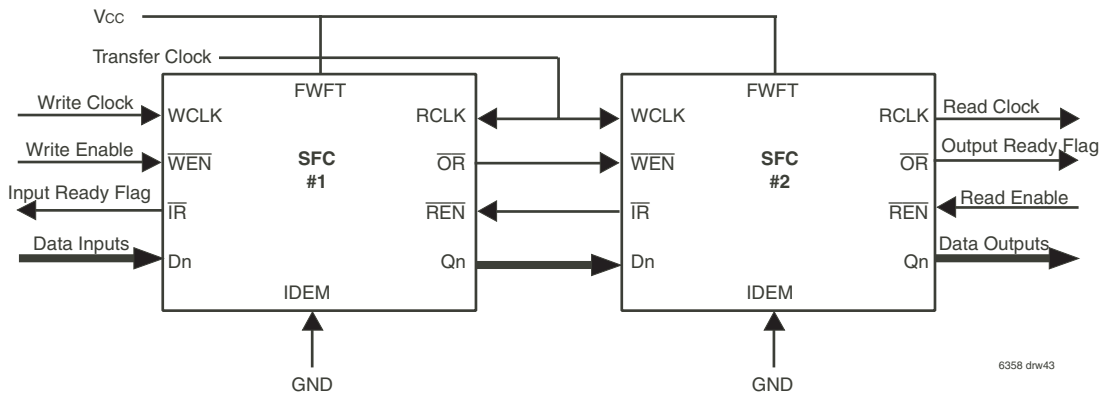 Vcc
Transfer Clock
FWFT FWFT
Write Clock WCLK RCLK WCLK RCLK Read Clock
Write Enable WEN SFC #1 OR WEN SFC #2 OR Output Ready Flag
Input Ready Flag IR REN IR REN Read Enable
Data Inputs Dn Qn Dn Qn Data Outputs
IDEM IDEM
GND GND
6358 drw43